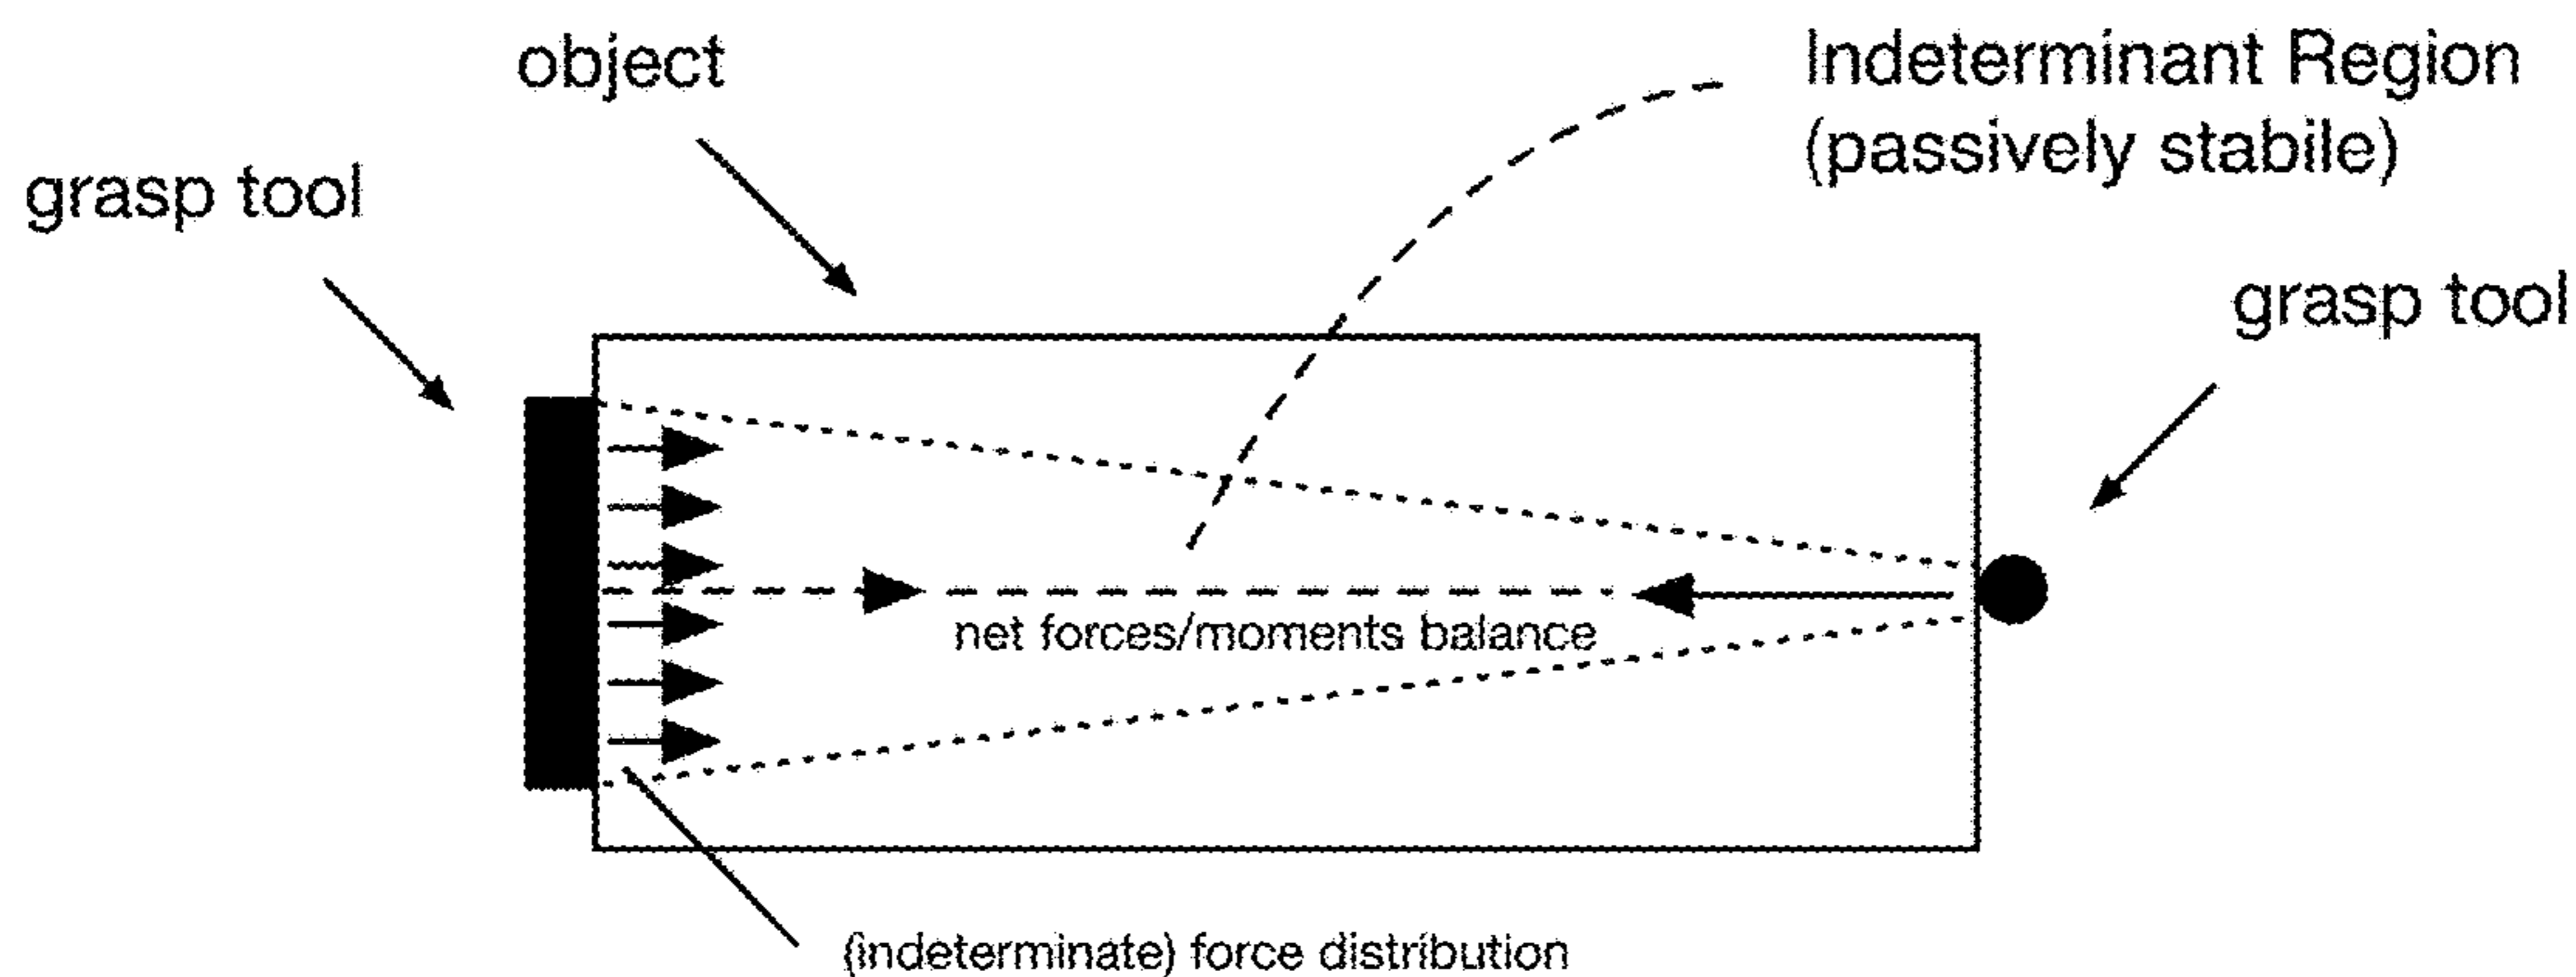 object
Indeterminant Region
(passively stabile)
grasp tool
grasp tool
net forces/moments balance
(indeterminate) force distribution